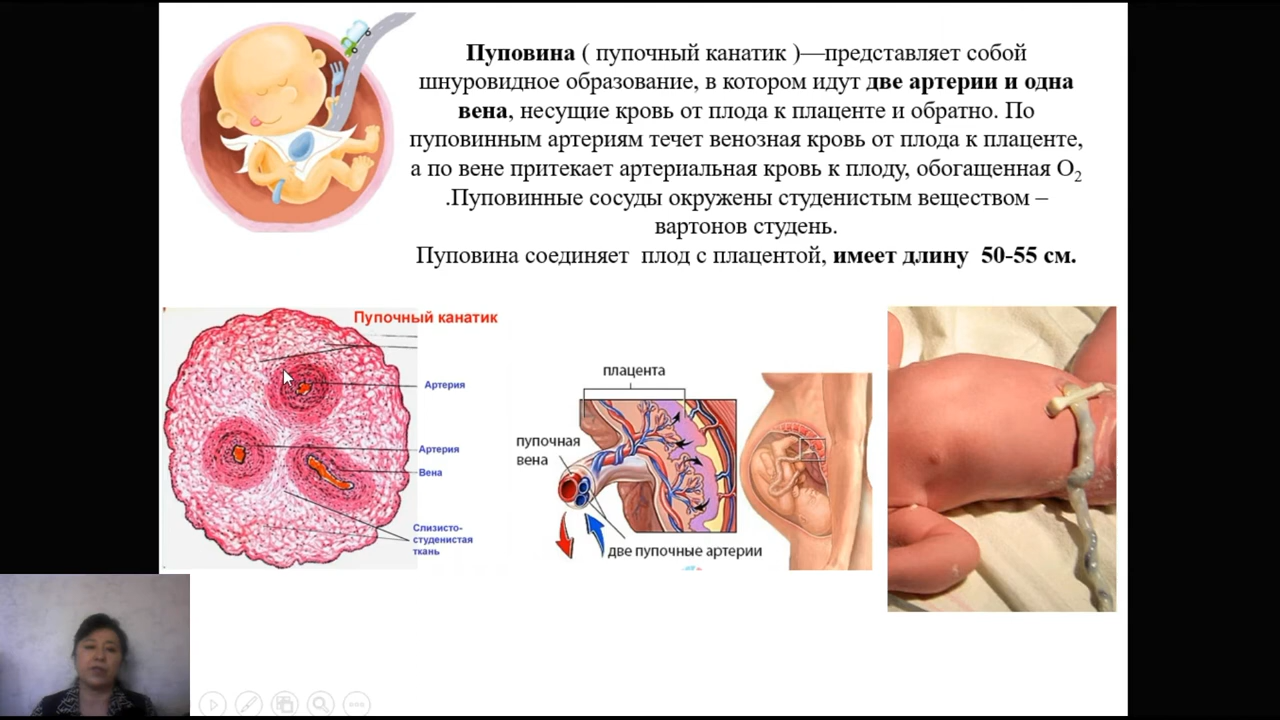 Пуповина ( пупочный канатик )—представляет собой
шнуровидное образование, в котором идут две артерии и одна
вена, несущие кровь от плода к плаценте и обратно. По
пуповинным артериям течет венозная кровь от плода к плаценте,
а по вене притекает артериальная кровь к плоду, обогащенная O₂
.Пуповинные сосуды окружены студенистым веществом –
вартонов студень.
Пуповина соединяет плод с плацентой, имеет длину 50-55 см.
Пупочный канатик
Артерия
Артерия
Вена
Слизисто-
студенистая
ткань
плацента
пупочная
вена
две пупочные артерии